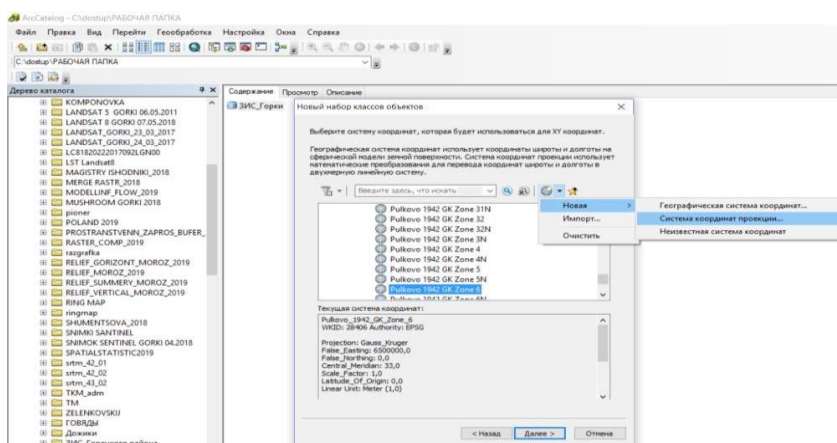 ArcCatalog - C:\dostup\РАБОЧАЯ ПАПКА
Файл Правка Вид Перейти Геообработка Настройка Окна Справка
C:\dostup\РАБОЧАЯ ПАПКА
Дерево каталога
KOMPONOVKA
LANDSAT 5 GORKI 06.05.2011
LANDSAT 8 GORKI 07.05.2018
LANDSAT_GORKI_23_03_2017
LANDSAT_GORKI_24_03_2017
LC81820222017092LGN00
LST Landsat8
MAGISTRY ISHODNIKI_2018
MERGE RASTR_2018
MODELLINF_FLOW_2019
MUSHROOM GORKI 2018
pioner
POLAND 2019
PROSTRANSTVENN_ZAPROS_BUFER_
RASTER_COMP_2019
razgrafka
RELIEF_GORIZONT_MOROZ_2019
RELIEF_MOROZ_2019
RELIEF_SUMMERY_MOROZ_2019
RELIEF_VERTICAL_MOROZ_2019
RING MAP
ringmap
SHUMENTSOVA_2018
SNIMKI SANTINEL
SNIMOK SENTINEL GORKI 04.2018
SPATIALSTATISTIC2019
srtm_42_01
srtm_42_02
srtm_43_02
TKM_adm
TM
ZELENKOVSKIJ
ГОВЯДЫ
Дожики
ЗИС Горецкого района
Содержание Просмотр Описание
ЗИС_Горки
Новый набор классов объектов
Выберите систему координат, которая будет использоваться для XY координат.
Географическая система координат использует координаты широты и долготы на
сферической модели земной поверхности. Система координат проекции использует
математические преобразования для перевода координат широты и долготы в
двухмерную линейную систему.
Введите здесь, что искать
Новая
Импорт...
Очистить
Географическая система координат...
Система координат проекции...
Неизвестная система координат
Pulkovo 1942 GK Zone 31N
Pulkovo 1942 GK Zone 32
Pulkovo 1942 GK Zone 32N
Pulkovo 1942 GK Zone 3N
Pulkovo 1942 GK Zone 4
Pulkovo 1942 GK Zone 4N
Pulkovo 1942 GK Zone 5
Pulkovo 1942 GK Zone 5N
Pulkovo 1942 GK Zone 6
Pulkovo 1942 GK Zone 6N
Текущая система координат:
Pulkovo_1942_GK_Zone_6
WKID: 28406 Authority: EPSG
Projection: Gauss_Kruger
False_Easting: 6500000,0
False_Northing: 0,0
Central_Meridian: 33,0
Scale_Factor: 1,0
Latitude_Of_Origin: 0,0
Linear Unit: Meter (1,0)
< Назад Далее > Отмена